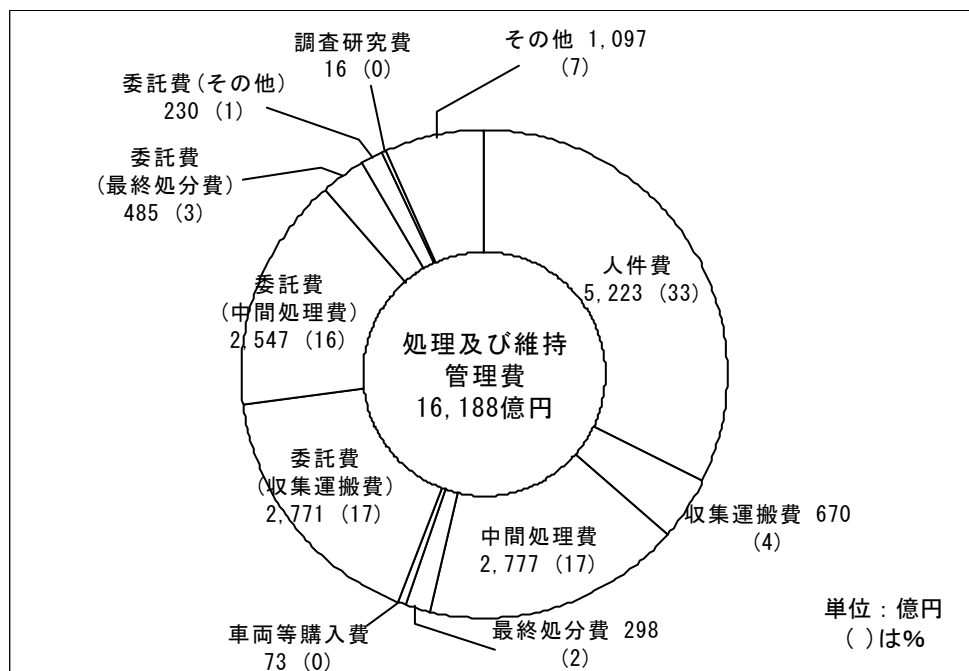 調査研究費
16 (0)
その他 1,097
(7)
委託費(その他)
230 (1)
委託費
(最終処分費)
485 (3)
委託費
(中間処理費)
2,547 (16)
人件費
5,223 (33)
処理及び維持
管理費
16,188億円
委託費
(収集運搬費)
2,771 (17)
収集運搬費 670
(4)
中間処理費
2,777 (17)
車両等購入費
73 (0)
最終処分費 298
(2)
単位：億円
( )は%